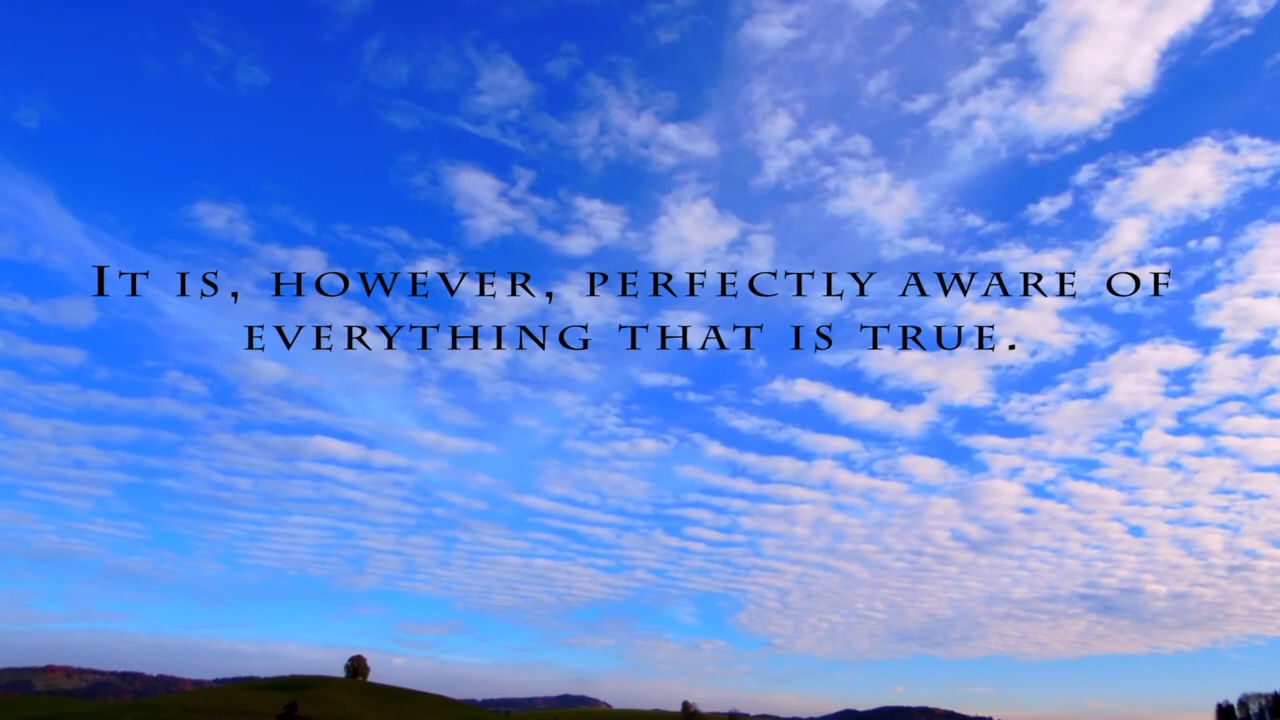 It is, however, perfectly aware of
everything that is true.